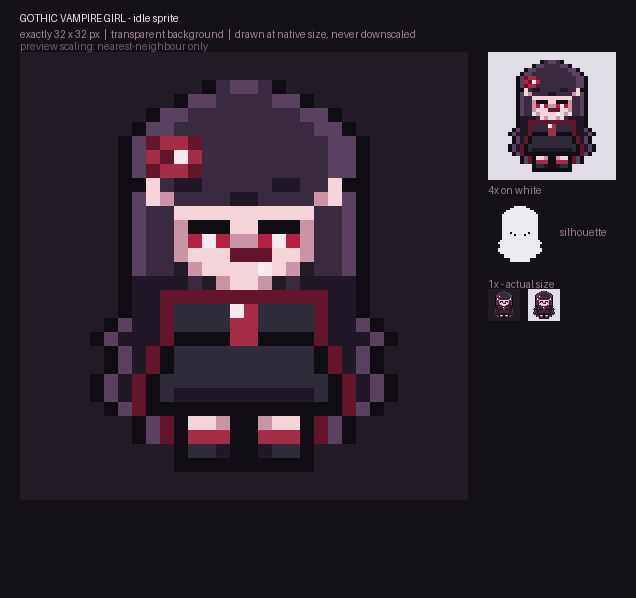 GOTHIC VAMPIRE GIRL - idle sprite
exactly 32 x 32 px | transparent background | drawn at native size, never downscaled
preview scaling: nearest-neighbour only
4x on white
silhouette
1x - actual size